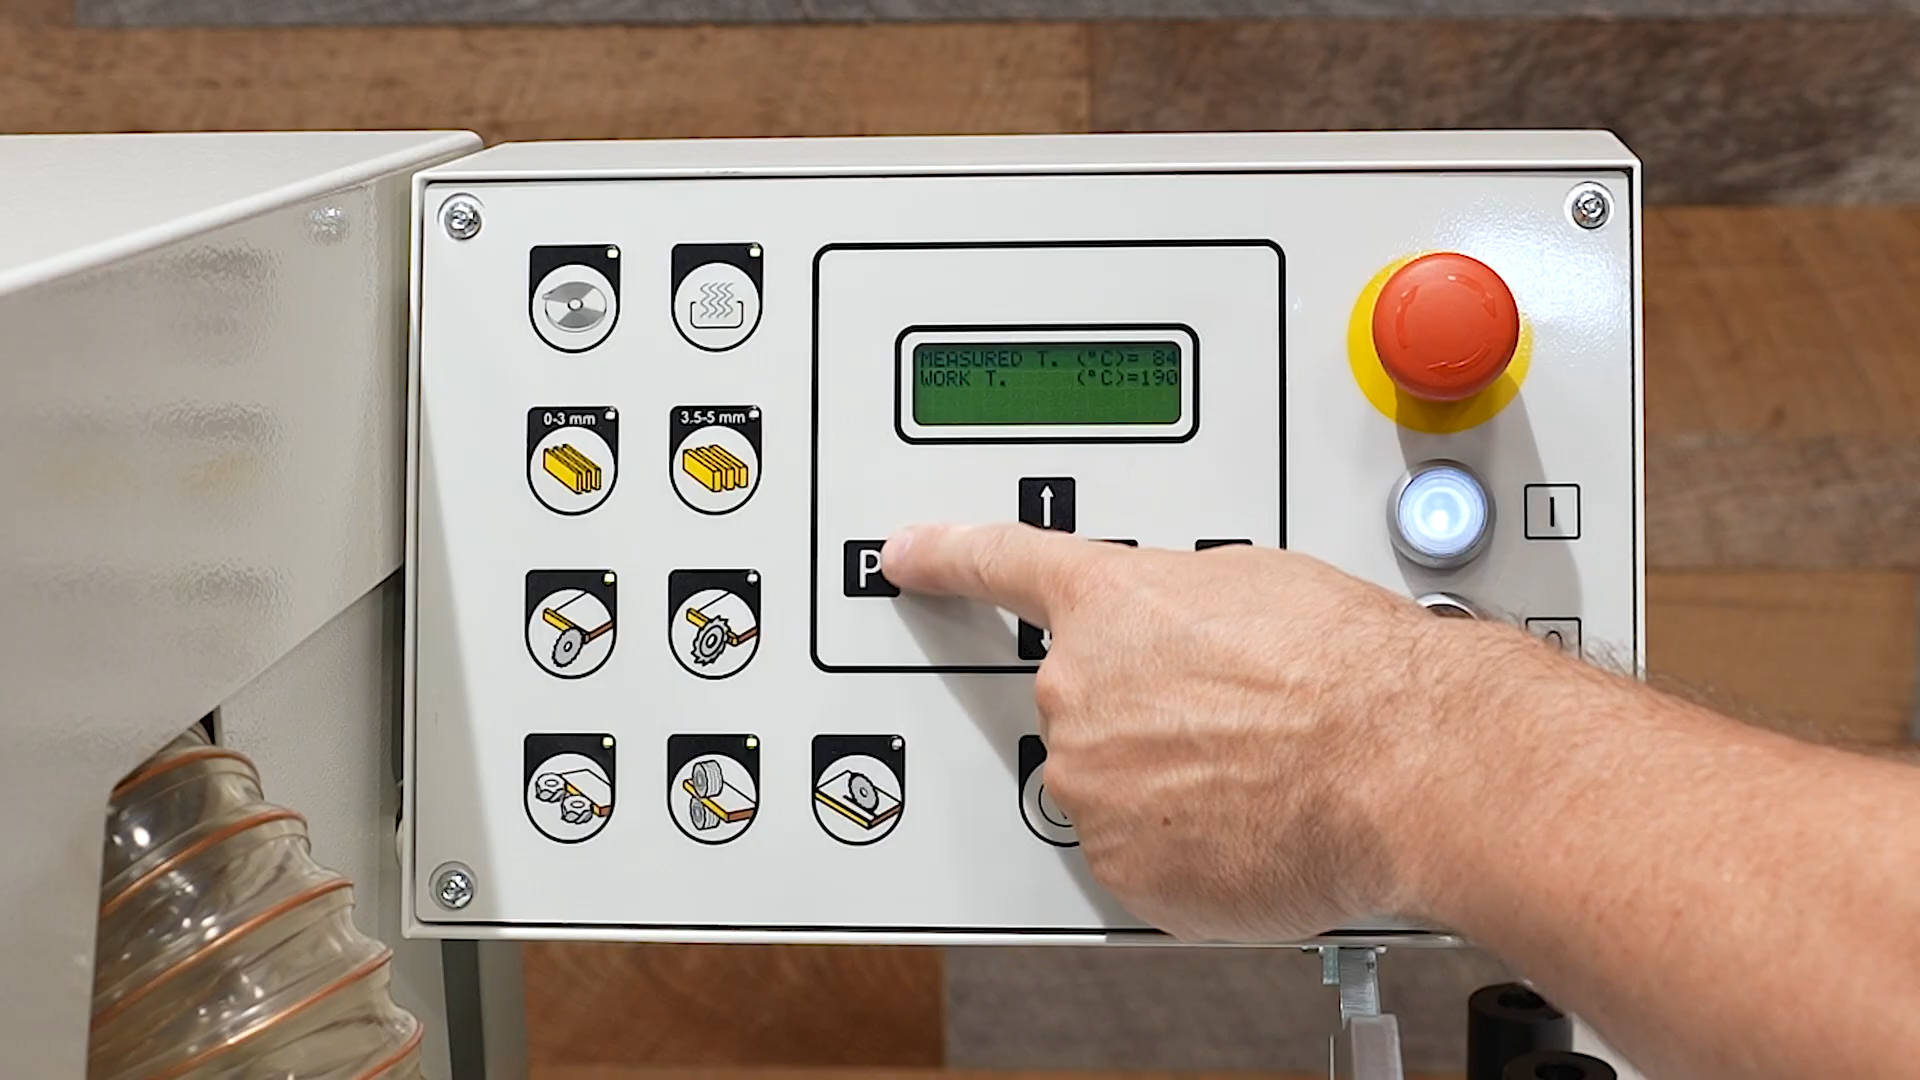 MEASURED T. (°C)= 84
WORK T. (°C)=190
0-3 mm
3.5-5 mm
P
I